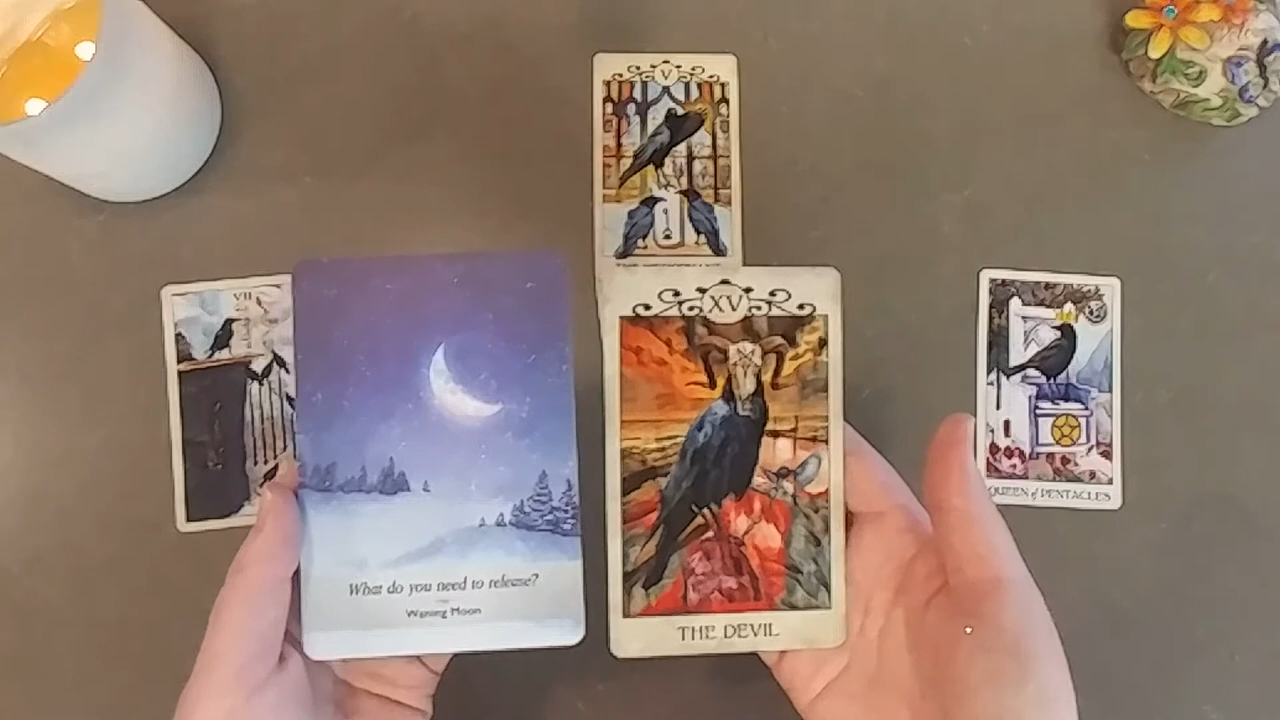 V
VII
XV
What do you need to release?
Waning Moon
THE DEVIL
QUEEN of PENTACLES